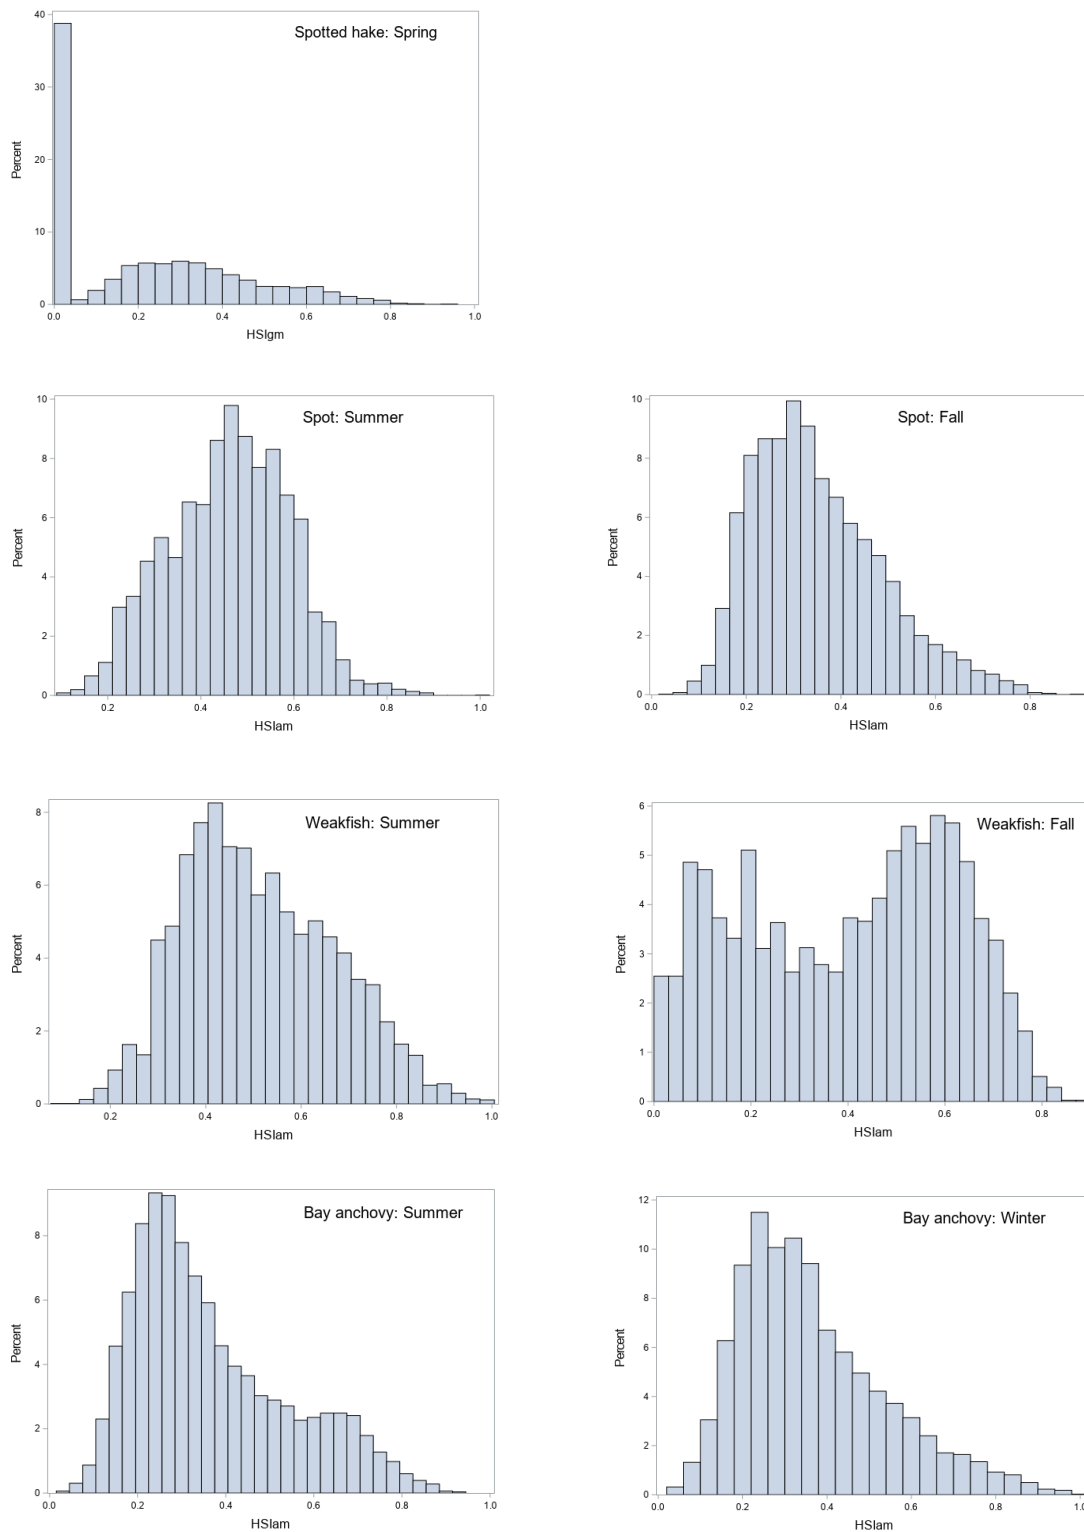 Spotted hake: Spring
40
30
20
10
0
Percent
0.0 0.2 0.4 0.6 0.8 1.0
HSIgm
Spot: Summer
10
8
6
4
2
0
Percent
0.2 0.4 0.6 0.8 1.0
HSIam
Spot: Fall
10
8
6
4
2
0
Percent
0.0 0.2 0.4 0.6 0.8
HSIam
Weakfish: Summer
8
6
4
2
0
Percent
0.2 0.4 0.6 0.8 1.0
HSIam
Weakfish: Fall
6
5
4
3
2
1
0
Percent
0.0 0.2 0.4 0.6 0.8
HSIam
Bay anchovy: Summer
8
6
4
2
0
Percent
0.0 0.2 0.4 0.6 0.8 1.0
HSIam
Bay anchovy: Winter
12
10
8
6
4
2
0
Percent
0.0 0.2 0.4 0.6 0.8
HSIam